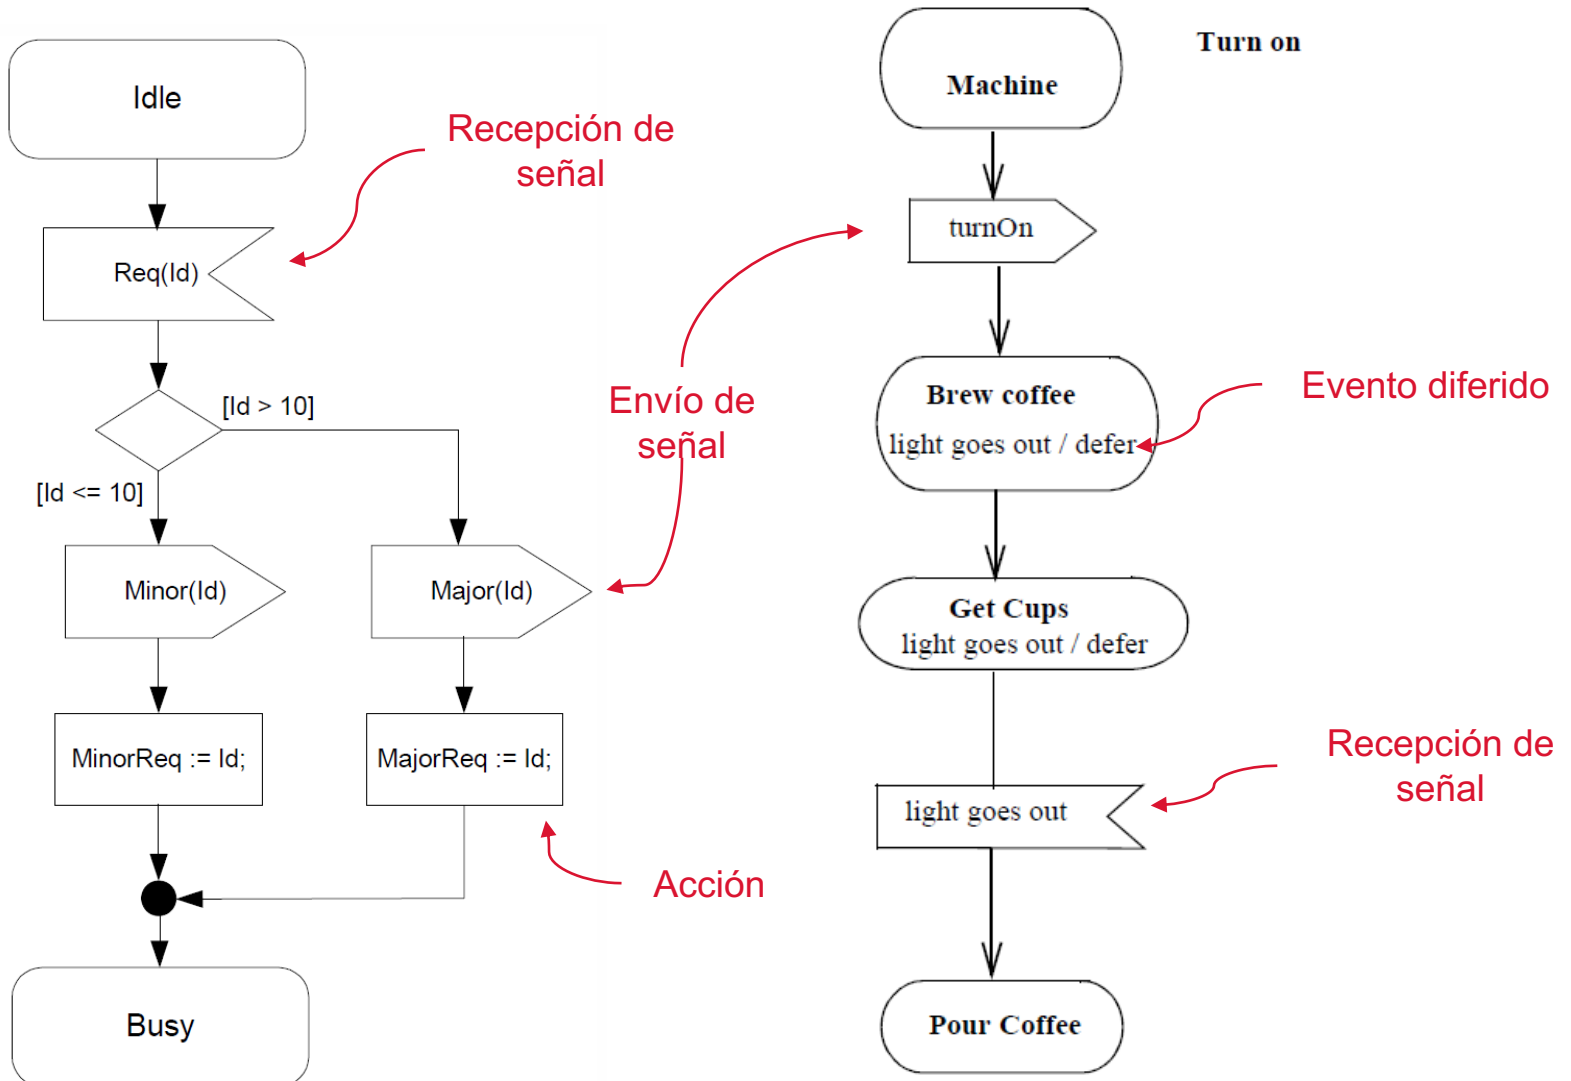 Idle
Recepción de
señal
Req(Id)
[Id > 10]
[Id <= 10]
Minor(Id)
Major(Id)
MinorReq := Id;
MajorReq := Id;
Acción
Busy
Envío de
señal
Turn on
Machine
turnOn
Brew coffee
light goes out / defer
Evento diferido
Get Cups
light goes out / defer
light goes out
Recepción de
señal
Pour Coffee